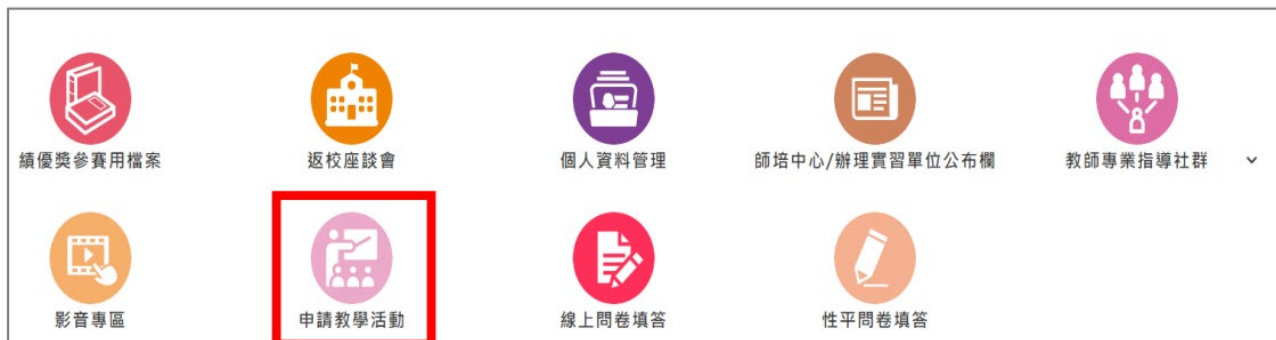 績優獎參賽用檔案
返校座談會
個人資料管理
師培中心/辦理實習單位公布欄
教師專業指導社群
影音專區
申請教學活動
線上問卷填答
性平問卷填答